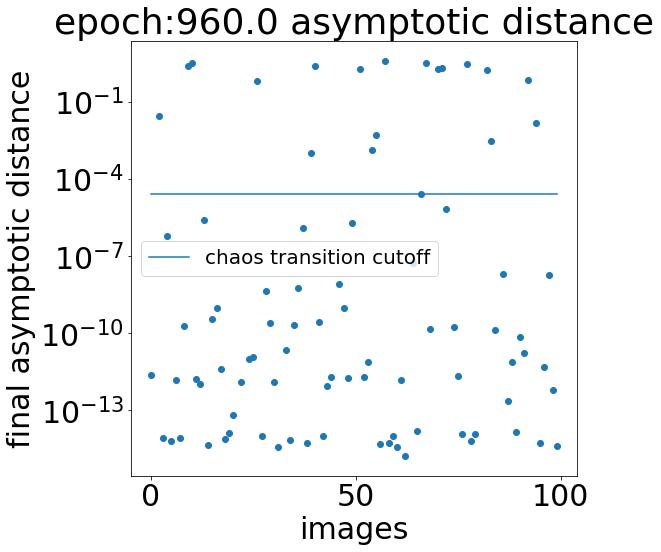 epoch:960.0 asymptotic distance
final asymptotic distance
10⁻¹
10⁻⁴
10⁻⁷
10⁻¹⁰
10⁻¹³
chaos transition cutoff
0 50 100
images